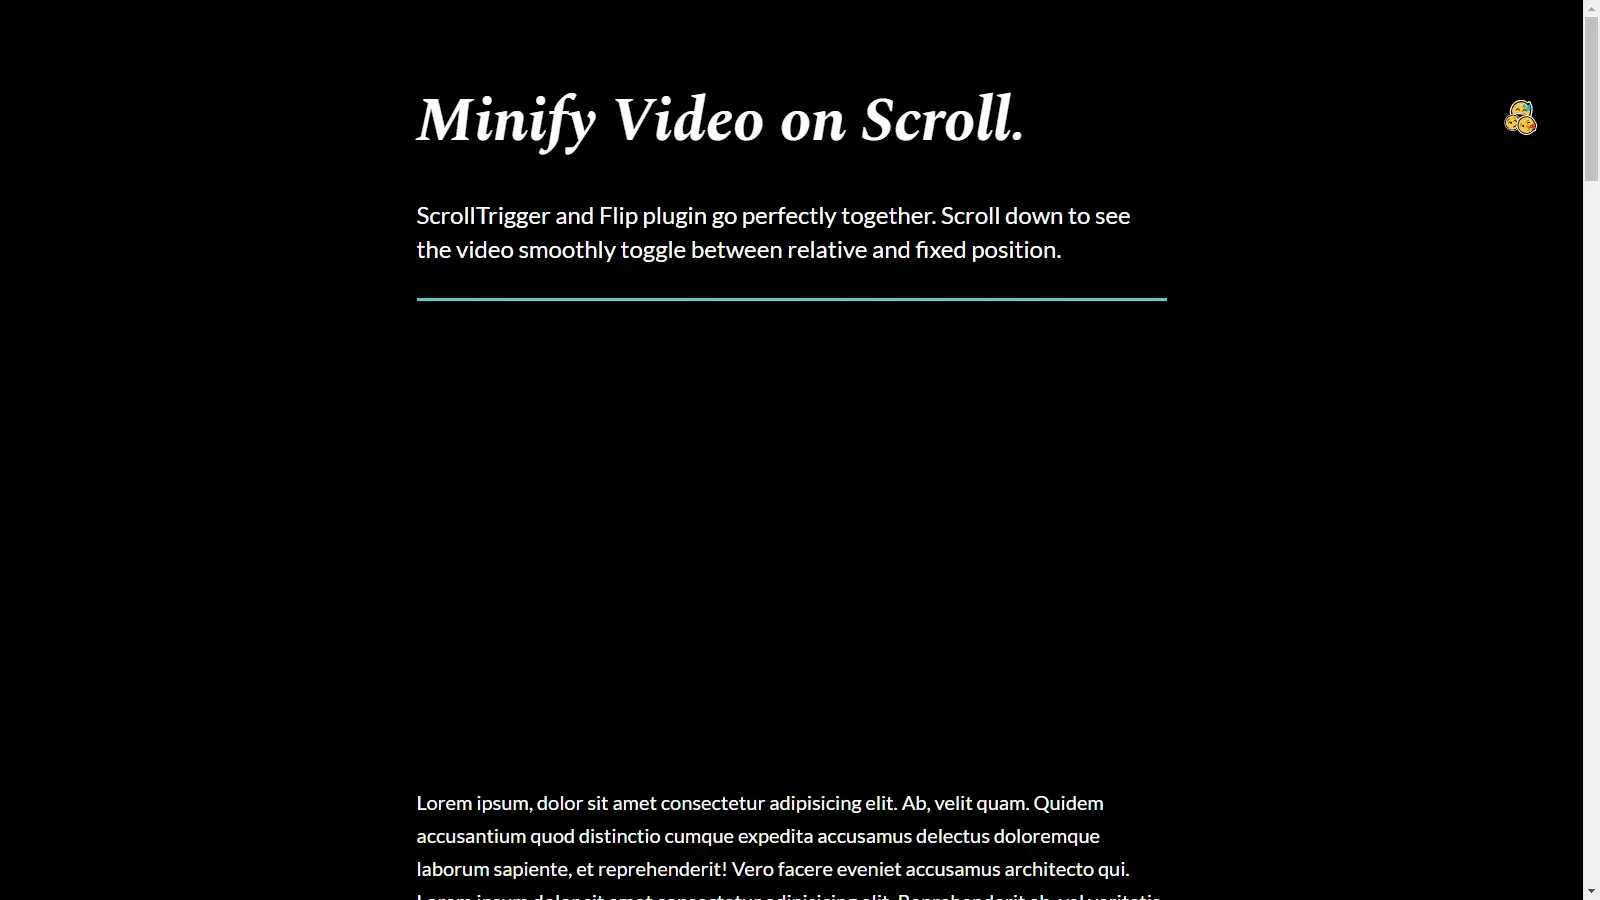 Minify Video on Scroll.
ScrollTrigger and Flip plugin go perfectly together. Scroll down to see
the video smoothly toggle between relative and fixed position.
Lorem ipsum, dolor sit amet consectetur adipisicing elit. Ab, velit quam. Quidem
accusantium quod distinctio cumque expedita accusamus delectus doloremque
laborum sapiente, et reprehenderit! Vero facere eveniet accusamus architecto qui.